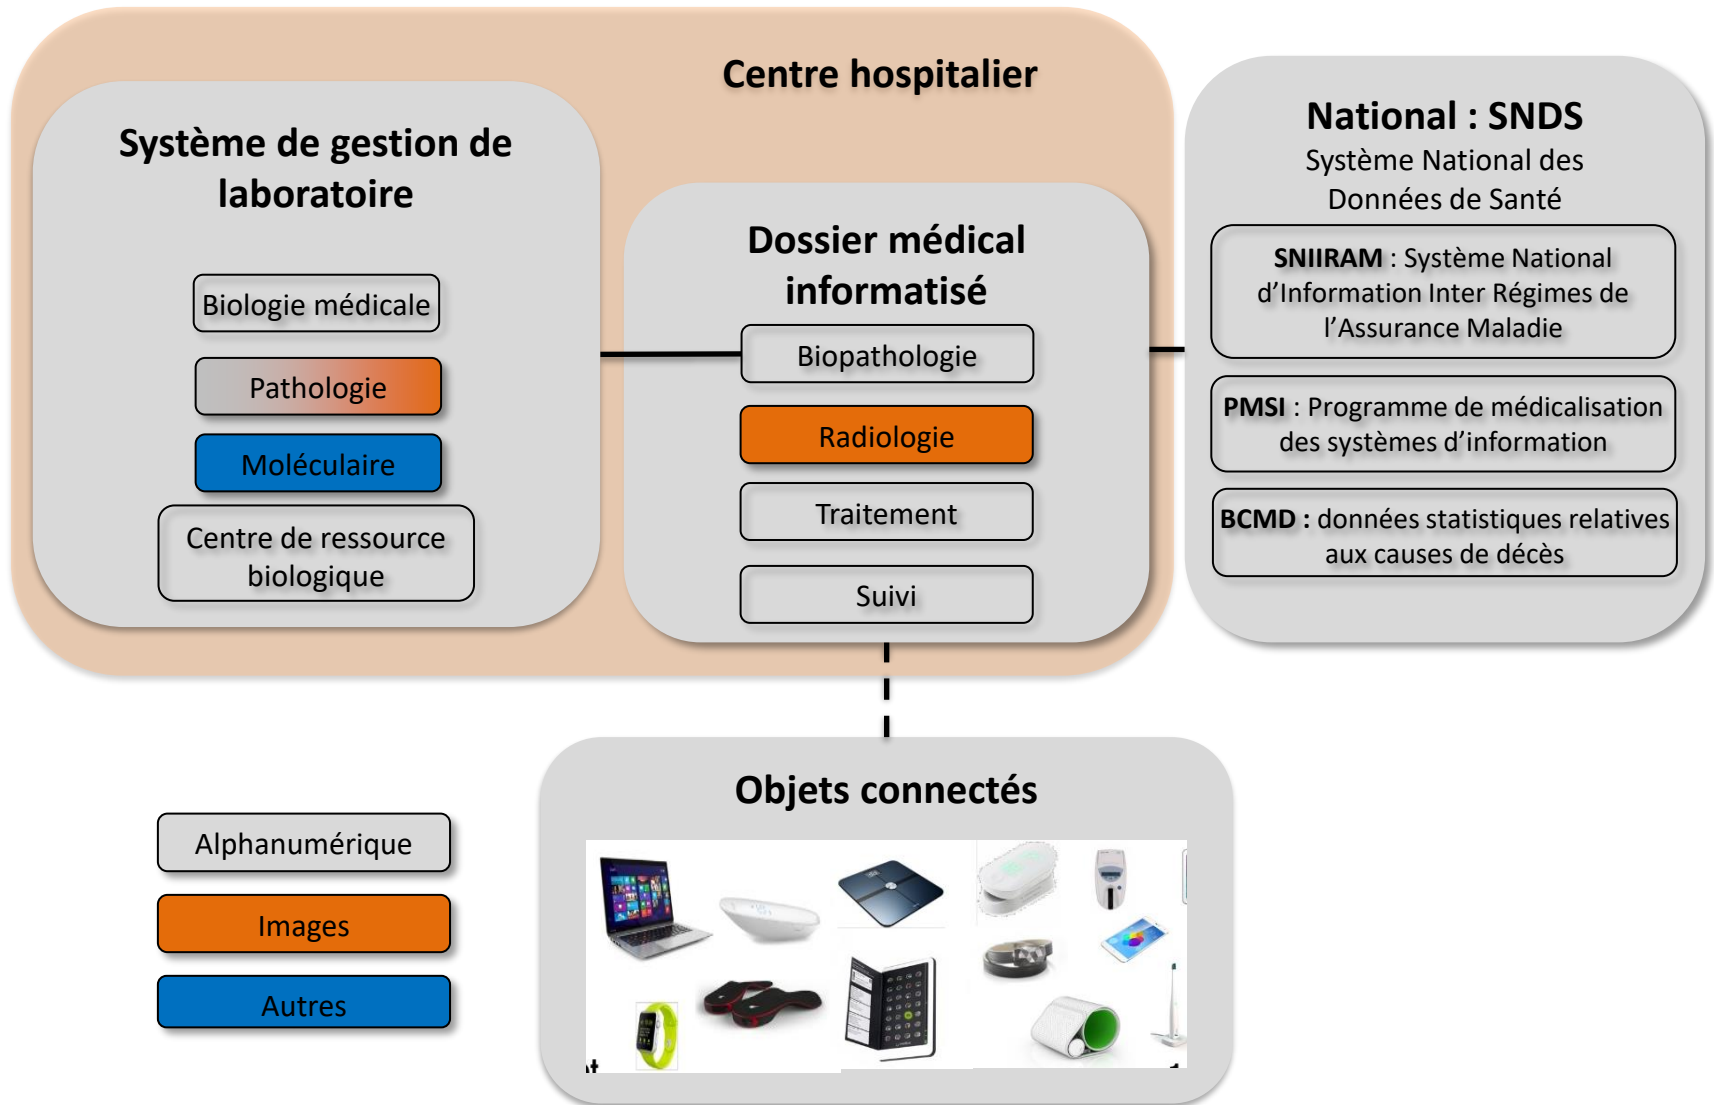 Centre hospitalier
Système de gestion de
laboratoire
Biologie médicale
Pathologie
Moléculaire
Centre de ressource
biologique
Dossier médical
informatisé
Biopathologie
Radiologie
Traitement
Suivi
National : SNDS
Système National des
Données de Santé
SNIIRAM : Système National
d’Information Inter Régimes de
l’Assurance Maladie
PMSI : Programme de médicalisation
des systèmes d’information
BCMD : données statistiques relatives
aux causes de décès
Objets connectés
Alphanumérique
Images
Autres